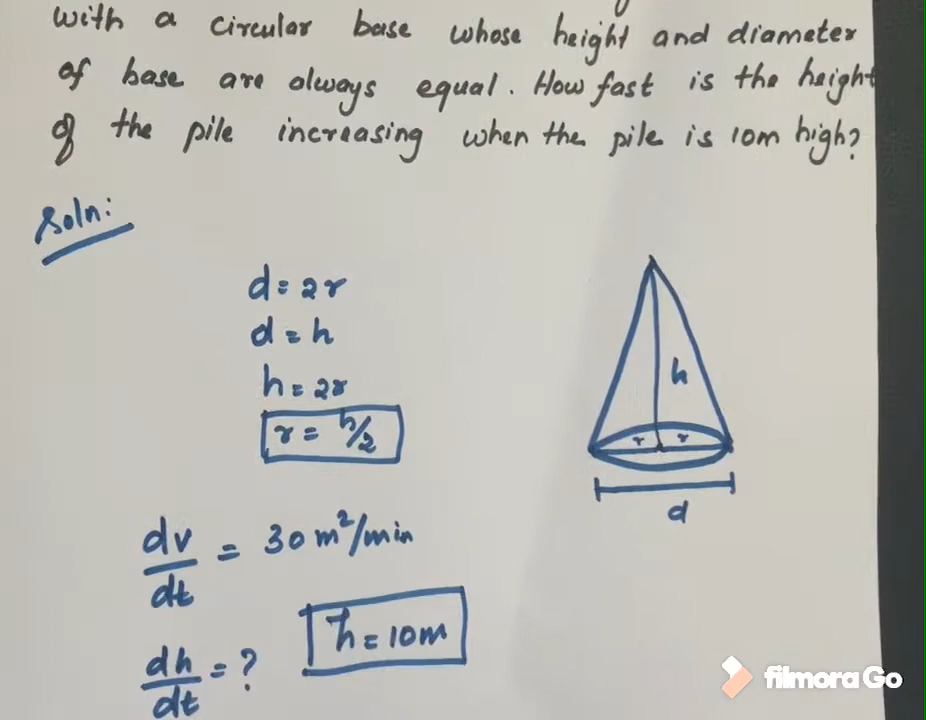 with a circular base whose height and diameter
of base are always equal. How fast is the height
of the pile increasing when the pile is 10m high?
Soln:
d = 2r
d = h
h = 2r
r = h/2
h
r r
d
dv/dt = 30 m²/min
dh/dt = ?
h = 10m
filmoraGo